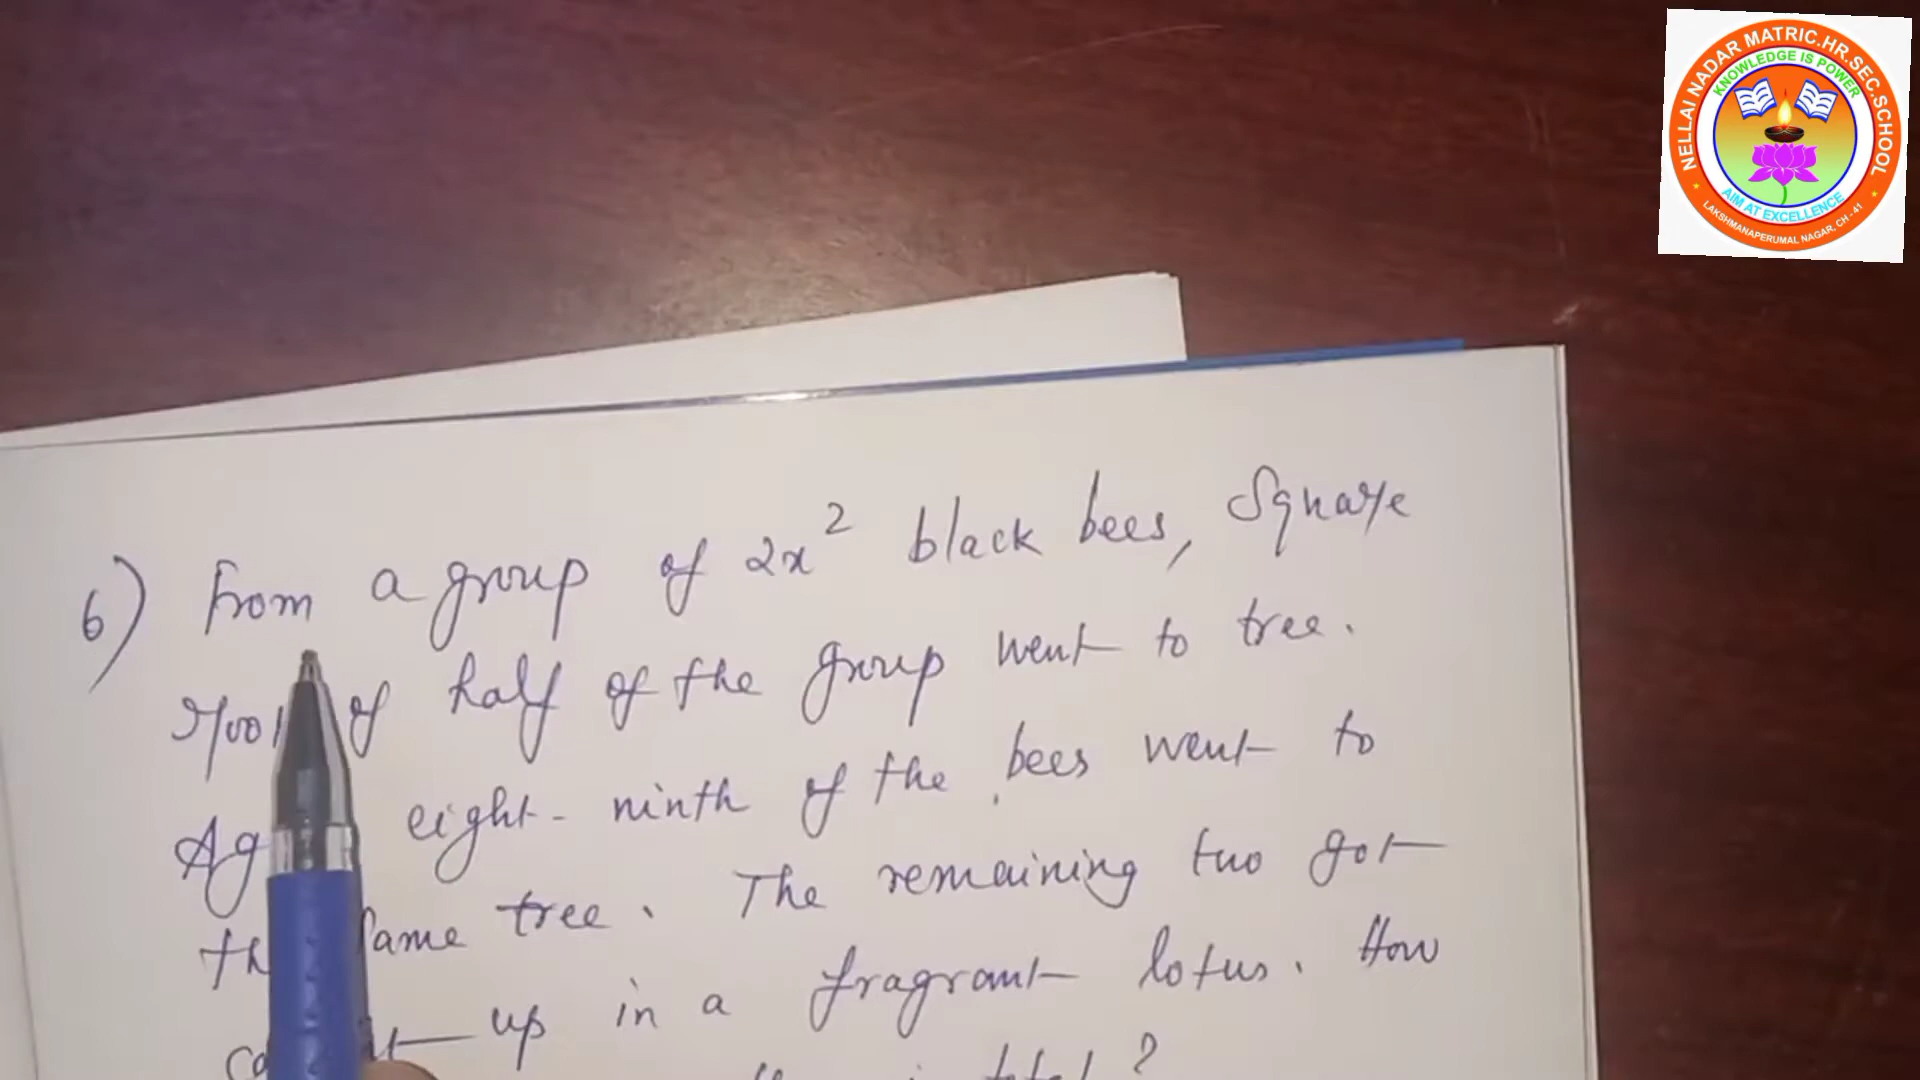 NELLAI NADAR MATRIC.HR.SEC.SCHOOL
KNOWLEDGE IS POWER
AIM AT EXCELLENCE
LAKSHMANAPERUMAL NAGAR, CH-41
6) From a group of 2x² black bees, Square
of half of the group went to tree.
eight-ninth of the bees went to
same tree. The remaining two got
up in a fragrant lotus. How
?